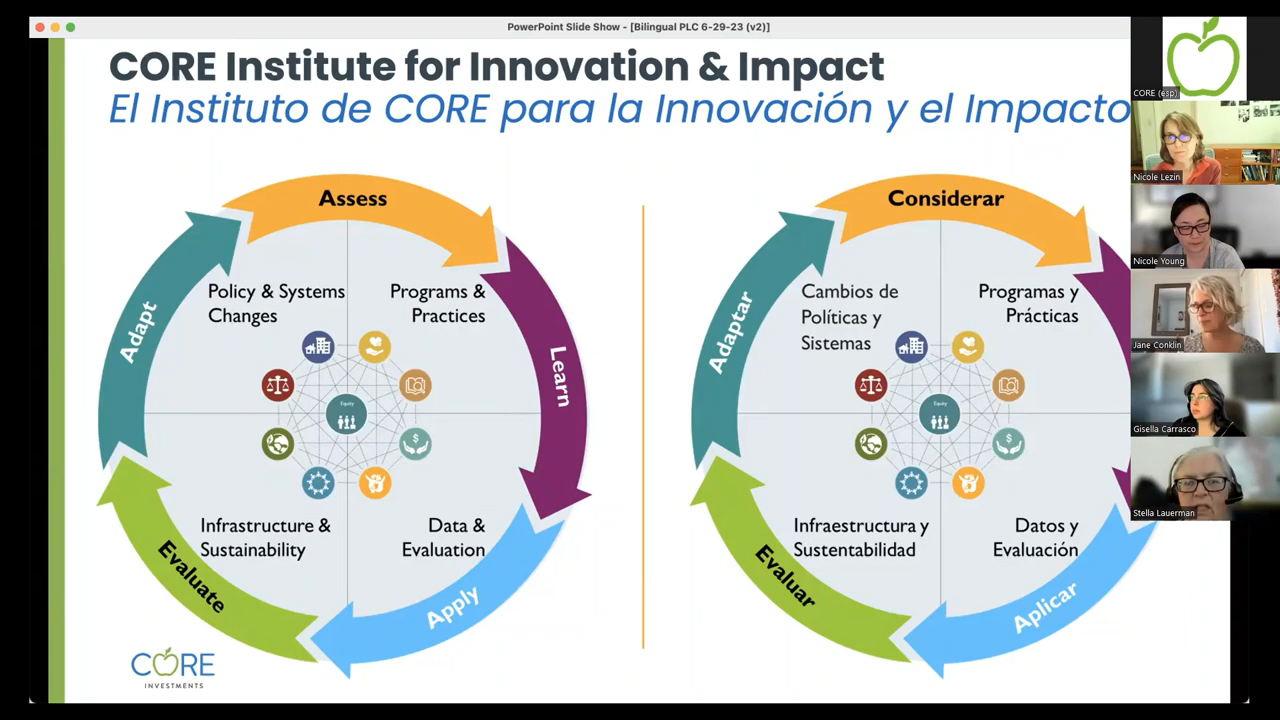 PowerPoint Slide Show - [Bilingual PLC 6-29-23 (v2)]
CORE Institute for Innovation & Impact
El Instituto de CORE para la Innovación y el Impacto
Assess
Learn
Apply
Evaluate
Adapt
Policy & Systems
Changes
Programs &
Practices
Equity
Infrastructure &
Sustainability
Data &
Evaluation
CORE
INVESTMENTS
Considerar
Aplicar
Evaluar
Adaptar
Cambios de
Políticas y
Sistemas
Programas y
Prácticas
Equity
Infraestructura y
Sustentabilidad
Datos y
Evaluación
CORE (esp)
Nicole Lezin
Nicole Young
Jane Conklin
Gisella Carrasco
Stella Lauerman